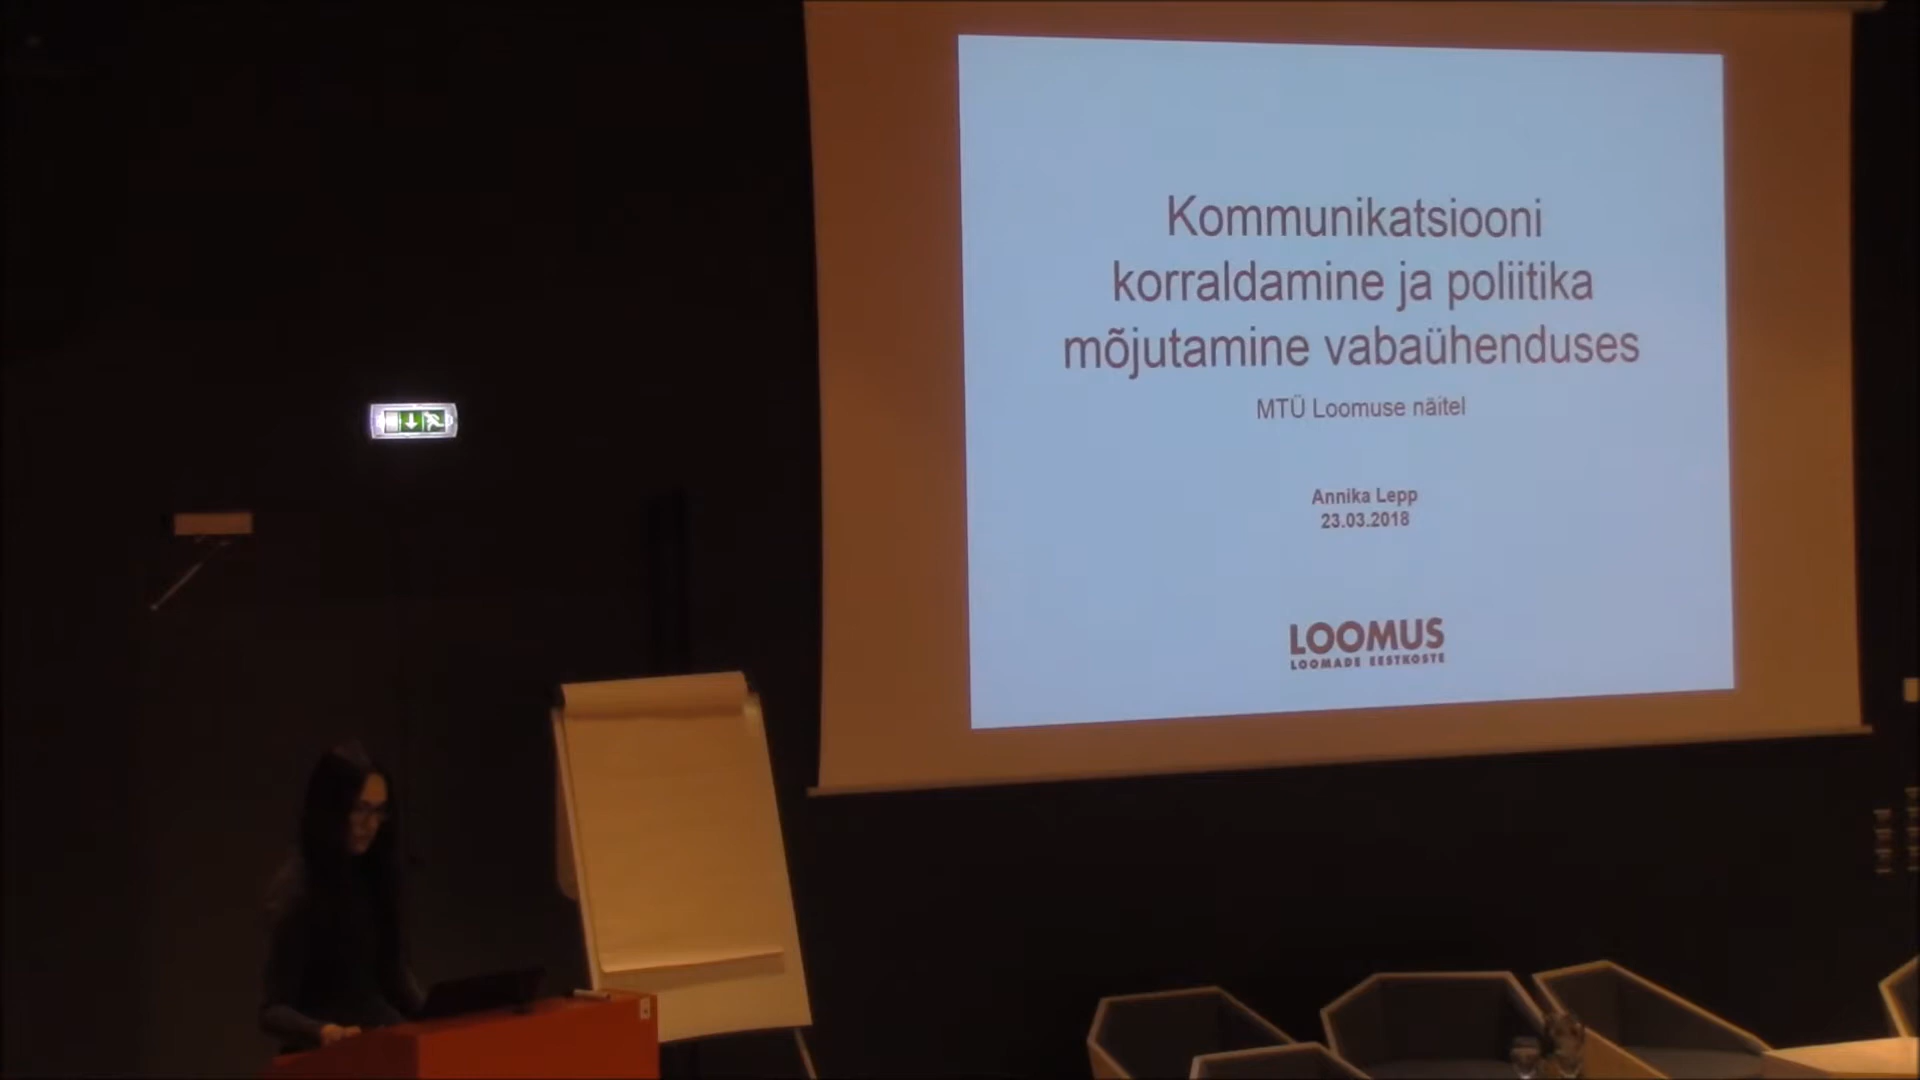 Kommunikatsiooni
korraldamine ja poliitika
mõjutamine vabaühenduses
MTÜ Loomuse näitel
Annika Lepp
23.03.2018
LOOMUS
LOOMADE EESTKOSTE